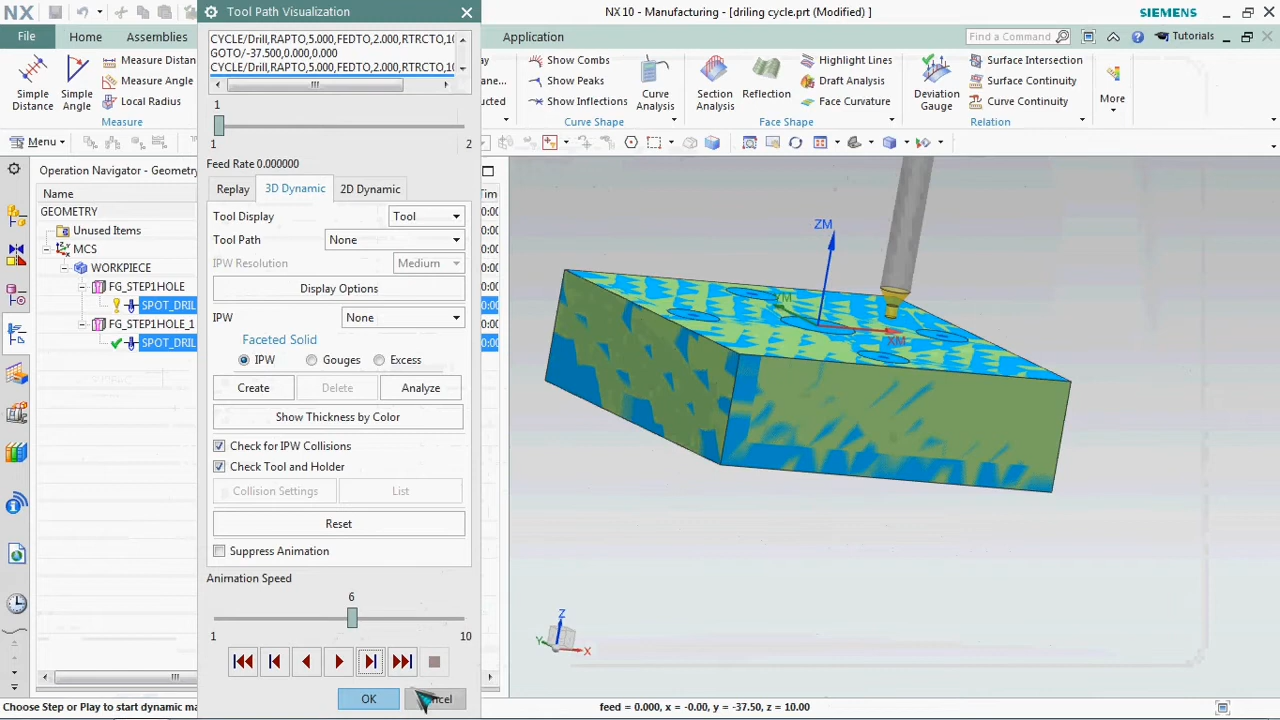 NX
NX 10 - Manufacturing - [driling cycle.prt (Modified) ]
SIEMENS
File
Home
Assemblies
Application
Find a Command
Tutorials
Tool Path Visualization
CYCLE/Drill,RAPTO,5.000,FEDTO,2.000,RTRCTO,10
GOTO/-37.500,0.000,0.000
CYCLE/Drill,RAPTO,5.000,FEDTO,2.000,RTRCTO,10
1
1
2
Feed Rate 0.000000
Replay
3D Dynamic
2D Dynamic
Tool Display
Tool
Tool Path
None
IPW Resolution
Medium
Display Options
IPW
None
Faceted Solid
IPW
Gouges
Excess
Create
Delete
Analyze
Show Thickness by Color
Check for IPW Collisions
Check Tool and Holder
Collision Settings
List
Reset
Suppress Animation
Animation Speed
6
1
10
OK
Simple Distance
Simple Angle
Measure Distan
Measure Angle
Local Radius
Measure
Show Combs
Show Peaks
Show Inflections
Curve Analysis
Curve Shape
Section Analysis
Reflection
Highlight Lines
Draft Analysis
Face Curvature
Face Shape
Deviation Gauge
Surface Intersection
Curve Continuity
Curve Continuity
Relation
More
Menu
Operation Navigator - Geometry
Name
Tim
GEOMETRY
Unused Items
MCS
WORKPIECE
FG_STEP1HOLE
SPOT_DRIL
FG_STEP1HOLE_1
SPOT_DRIL
ZM
YM
XM
Z
Y
X
Choose Step or Play to start dynamic ma
feed = 0.000, x = -0.00, y = -37.50, z = 10.00